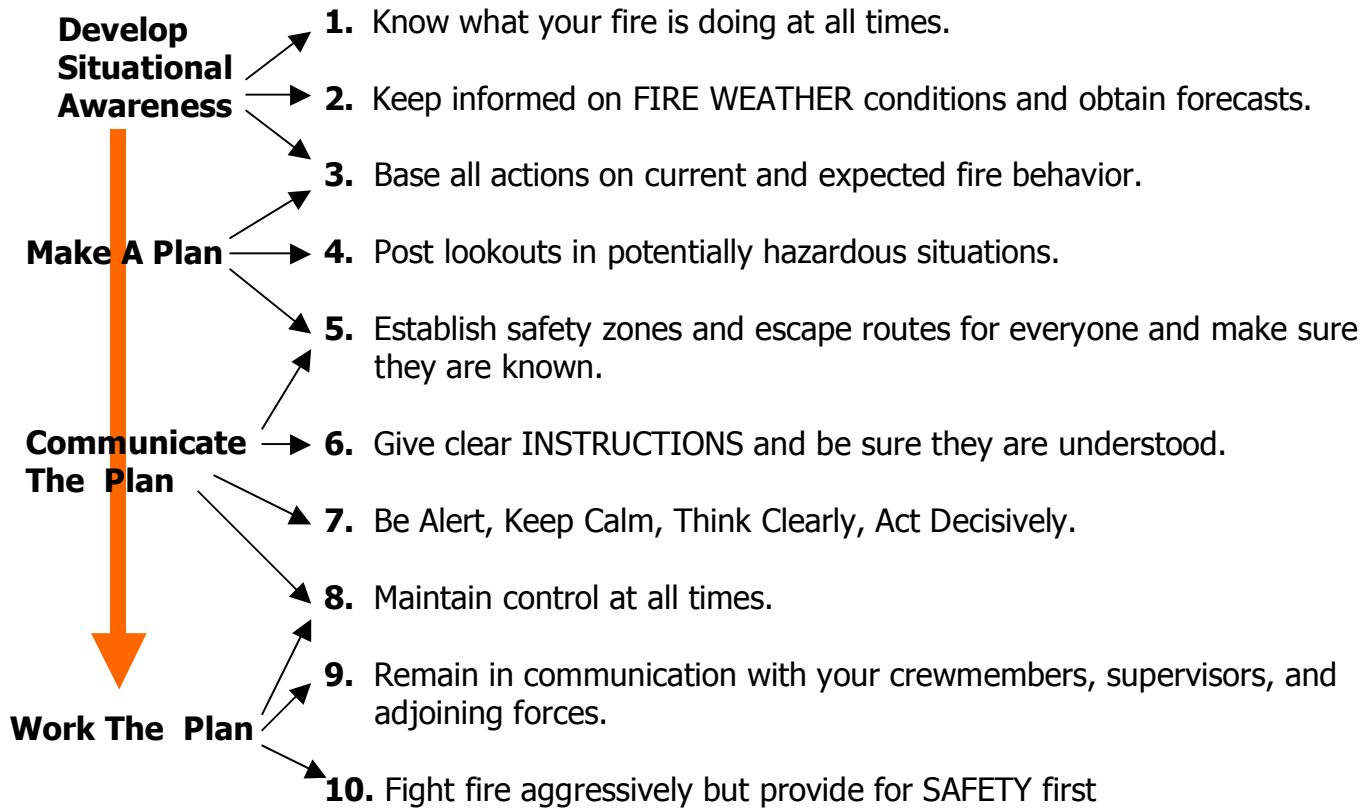 Develop
Situational
Awareness
1. Know what your fire is doing at all times.
2. Keep informed on FIRE WEATHER conditions and obtain forecasts.
3. Base all actions on current and expected fire behavior.
Make A Plan
4. Post lookouts in potentially hazardous situations.
5. Establish safety zones and escape routes for everyone and make sure
they are known.
Communicate
The Plan
6. Give clear INSTRUCTIONS and be sure they are understood.
7. Be Alert, Keep Calm, Think Clearly, Act Decisively.
8. Maintain control at all times.
Work The Plan
9. Remain in communication with your crewmembers, supervisors, and
adjoining forces.
10. Fight fire aggressively but provide for SAFETY first